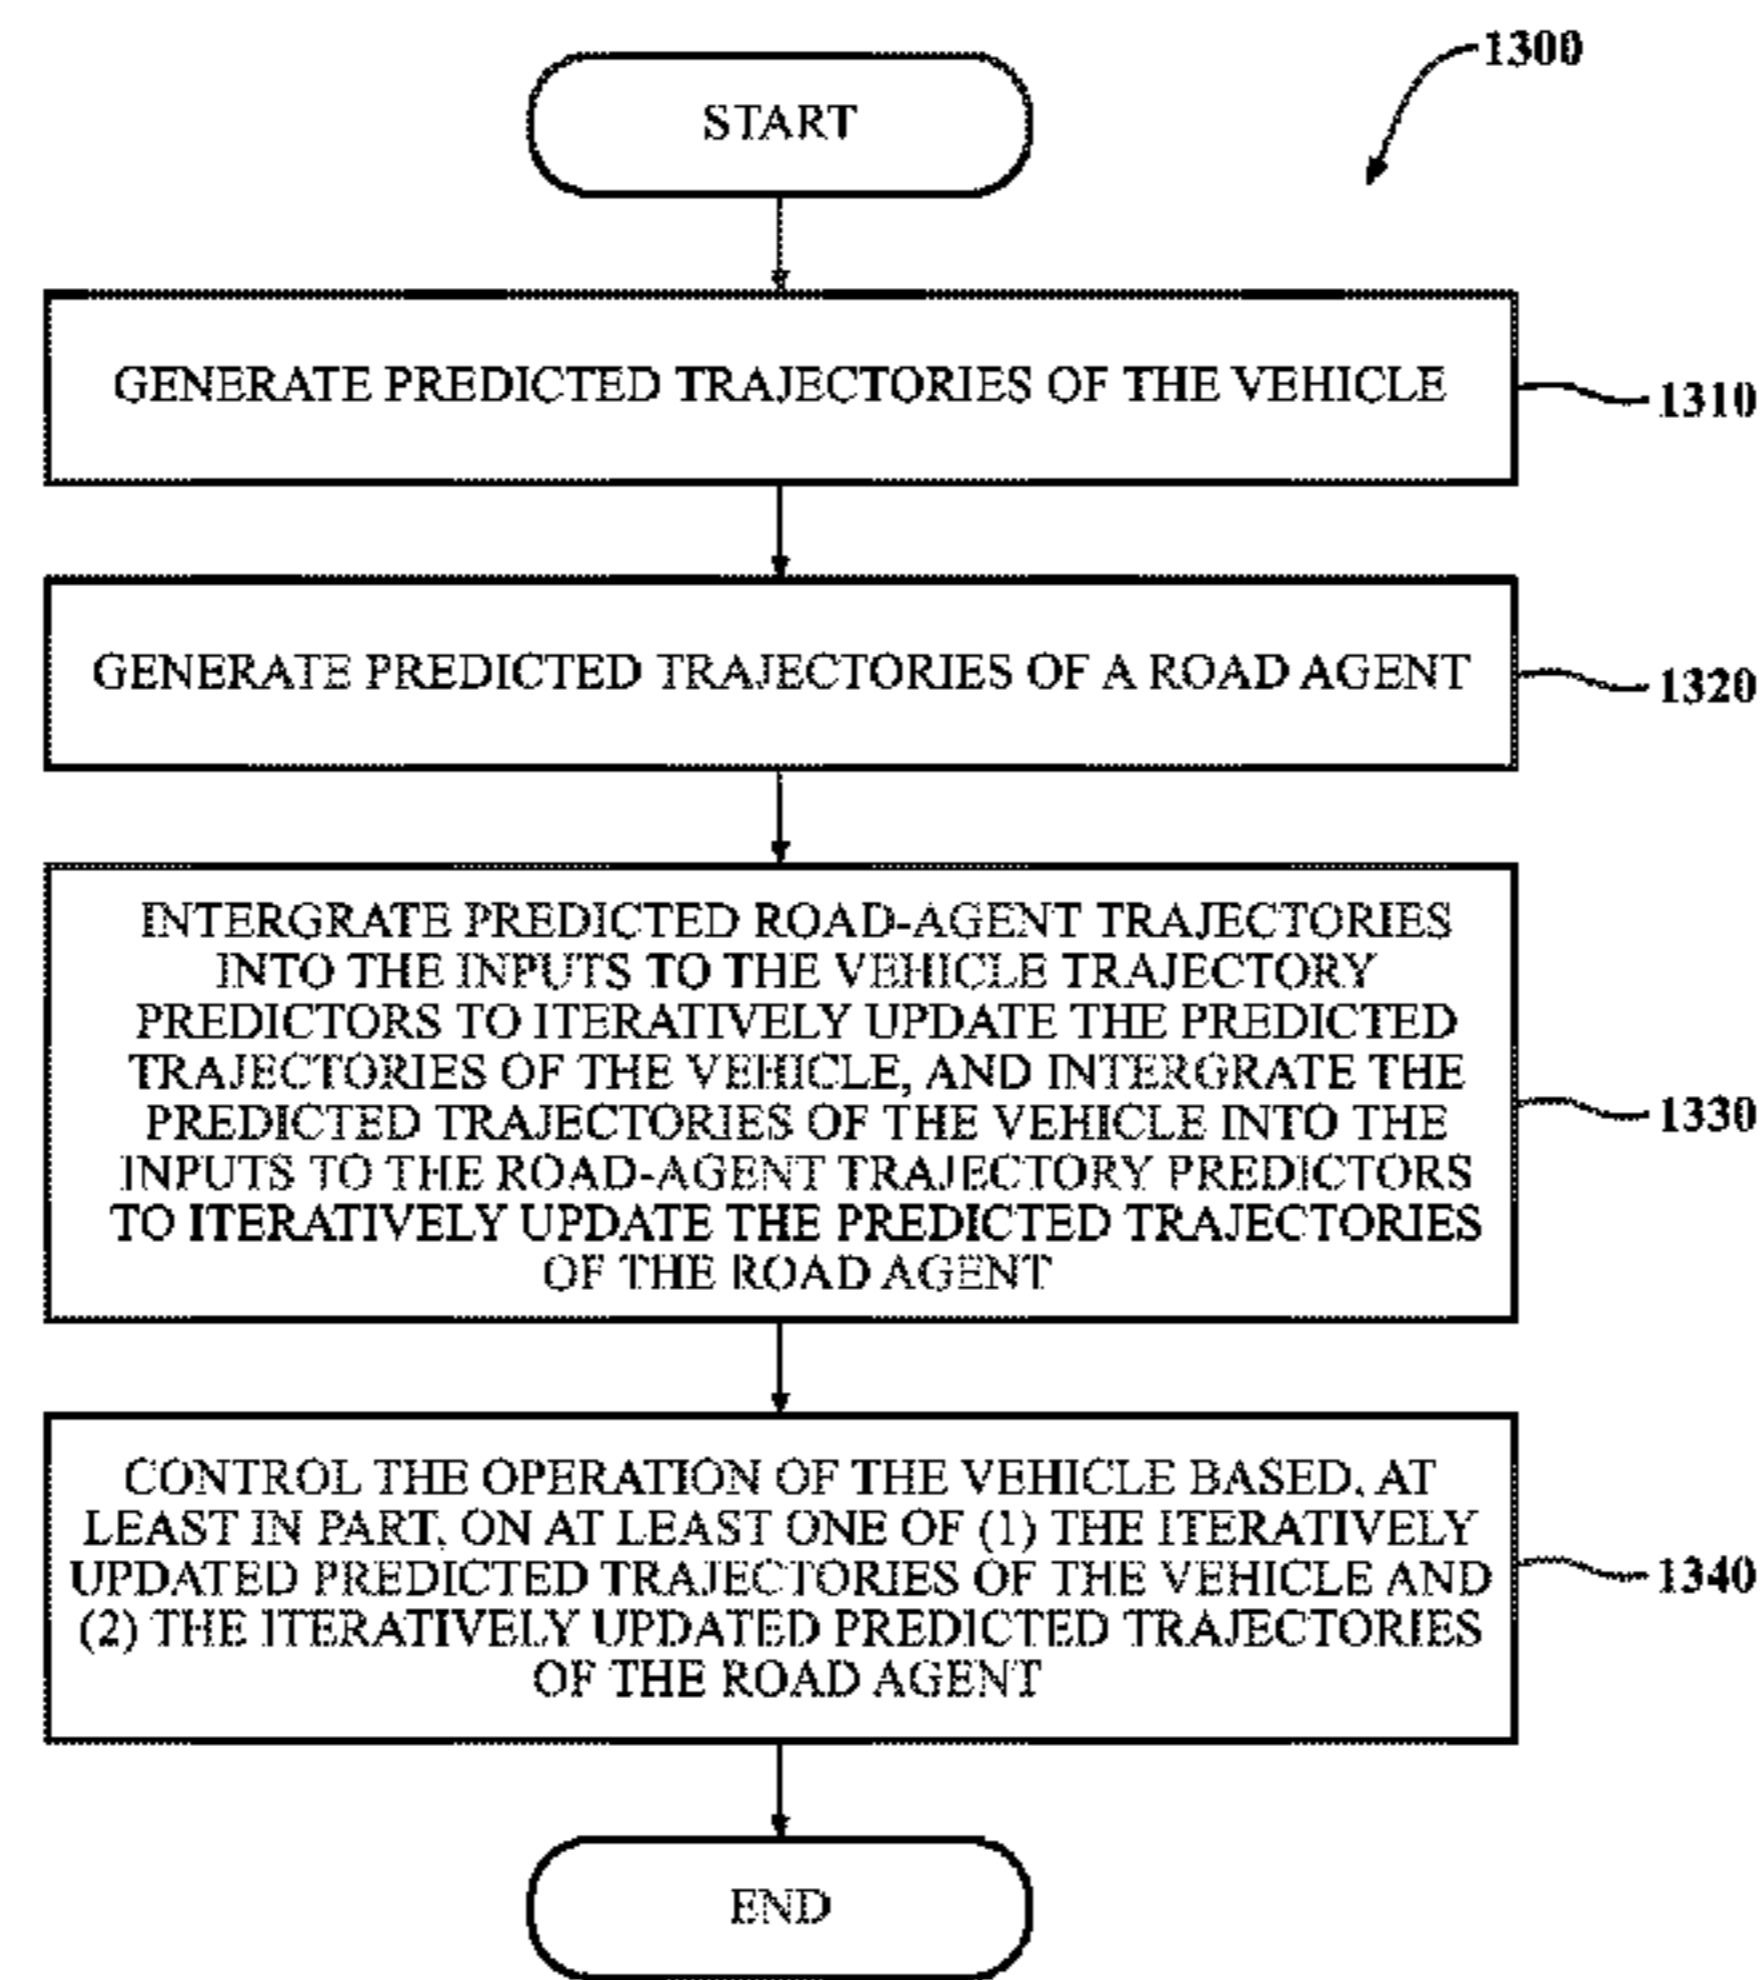 1300
START
GENERATE PREDICTED TRAJECTORIES OF THE VEHICLE
1310
GENERATE PREDICTED TRAJECTORIES OF A ROAD AGENT
1320
INTERGRATE PREDICTED ROAD-AGENT TRAJECTORIES
INTO THE INPUTS TO THE VEHICLE TRAJECTORY
PREDICTORS TO ITERATIVELY UPDATE THE PREDICTED
TRAJECTORIES OF THE VEHICLE, AND INTERGRATE THE
PREDICTED TRAJECTORIES OF THE VEHICLE INTO THE
INPUTS TO THE ROAD-AGENT TRAJECTORY PREDICTORS
TO ITERATIVELY UPDATE THE PREDICTED TRAJECTORIES
OF THE ROAD AGENT
1330
CONTROL THE OPERATION OF THE VEHICLE BASED, AT
LEAST IN PART, ON AT LEAST ONE OF (1) THE ITERATIVELY
UPDATED PREDICTED TRAJECTORIES OF THE VEHICLE AND
(2) THE ITERATIVELY UPDATED PREDICTED TRAJECTORIES
OF THE ROAD AGENT
1340
END